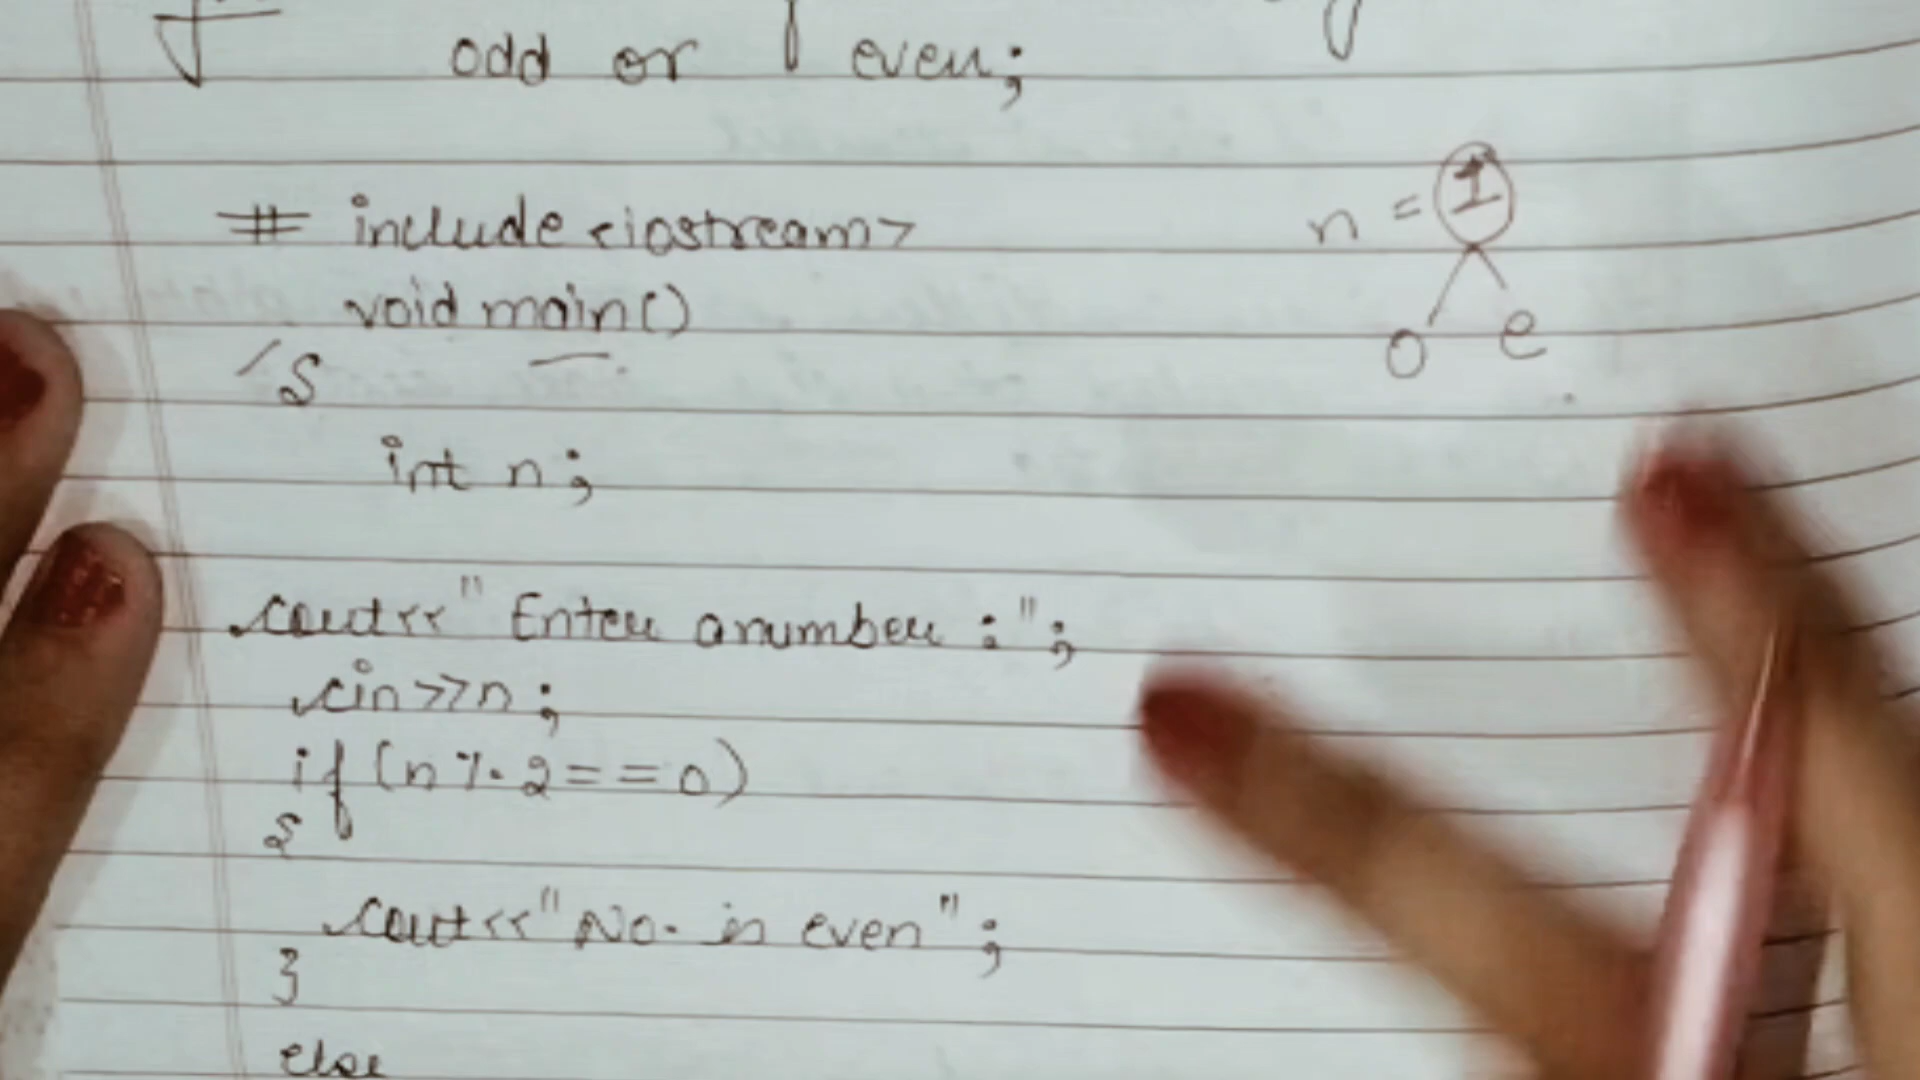 odd or even;
# include <iostream>
n = 1
void main()
{
o e
int n;
cout<<" Enter anumber :";
cin>>n;
if (n % 2 == 0)
{
cout<<"No. is even";
}
else